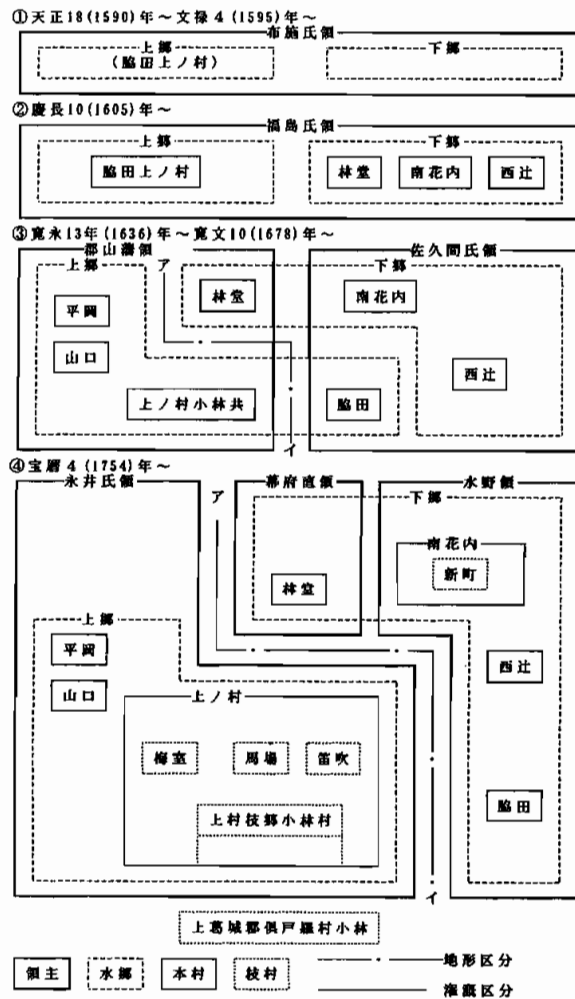 ①天正18(1590)年～文禄4(1595)年～
布施氏領
上郷 下郷
(脇田上ノ村)
②慶長10(1605)年～
福島氏領
上郷 下郷
脇田上ノ村 林堂 南花内 西辻
③寛永13年(1636)年～寛文10(1678)年～
郡山藩領 佐久間氏領
上郷 ア 下郷
林堂 南花内
平岡
山口
西辻
上ノ村小林共 脇田
イ
④宝暦4(1754)年～
永井氏領 幕府直領 水野領
ア 下郷
南花内
新町
林堂
上郷
平岡
西辻
山口
上ノ村
梅室 馬場 笛吹
上村枝郷小林村
脇田
イ
上葛城郡俱戸羅村小林
領主 水郷 本村 枝村 地形区分
灌漑区分